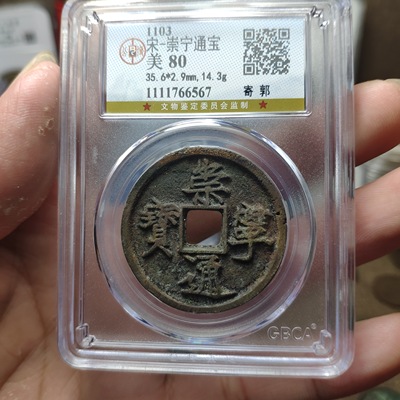 1103
宋-崇宁通宝
美 80
35.6*2.9mm,14.3g
1111766567
寄 郭
★ 文物鉴定委员会监制 ★
崇
寶 寧
通
GBCA